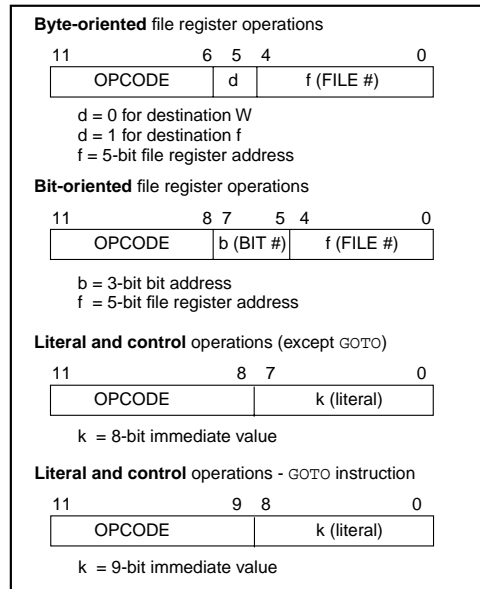 Byte-oriented file register operations
11 6 5 4 0
OPCODE d f (FILE #)
d = 0 for destination W
d = 1 for destination f
f = 5-bit file register address
Bit-oriented file register operations
11 8 7 5 4 0
OPCODE b (BIT #) f (FILE #)
b = 3-bit bit address
f = 5-bit file register address
Literal and control operations (except GOTO)
11 8 7 0
OPCODE k (literal)
k = 8-bit immediate value
Literal and control operations - GOTO instruction
11 9 8 0
OPCODE k (literal)
k = 9-bit immediate value